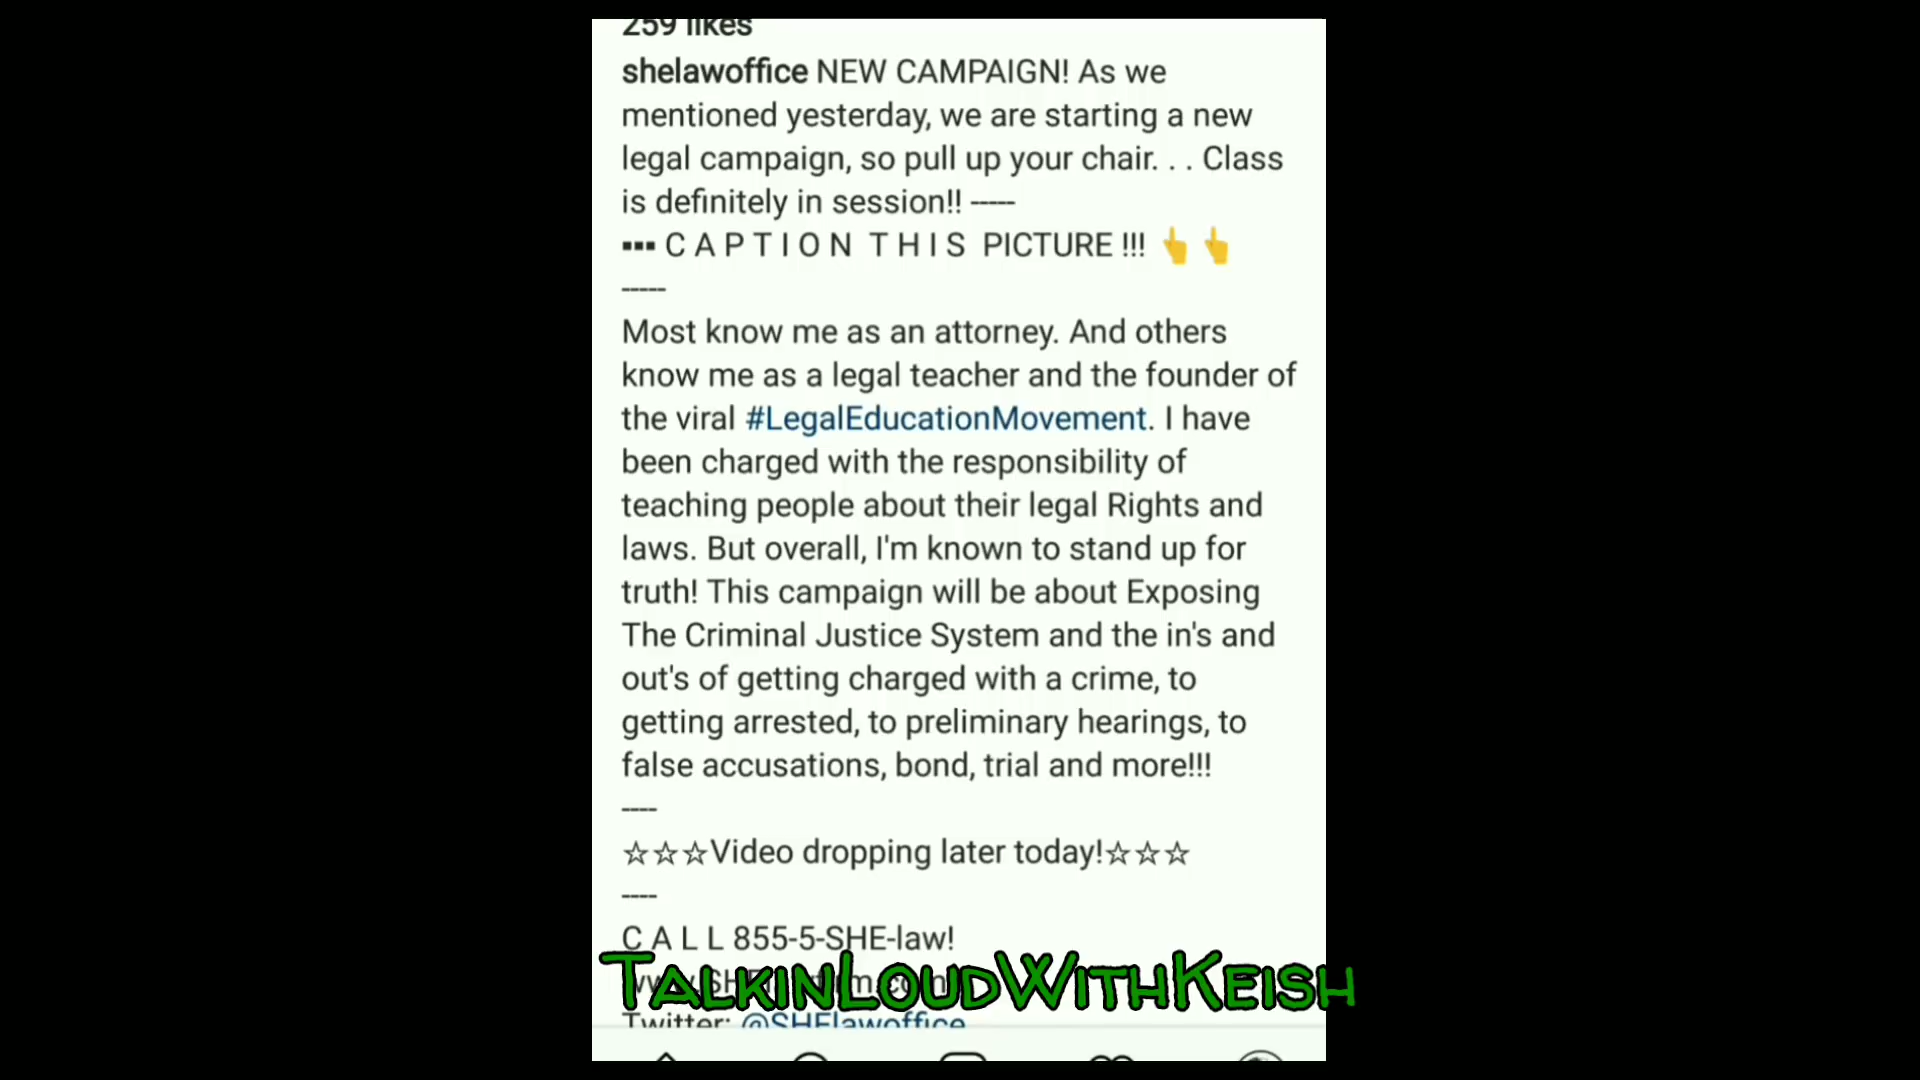 259 likes
shelawoffice NEW CAMPAIGN! As we
mentioned yesterday, we are starting a new
legal campaign, so pull up your chair. . . Class
is definitely in session!! -----
▪▪▪ C A P T I O N  T H I S  PICTURE !!! 👆 👆
-----
Most know me as an attorney. And others
know me as a legal teacher and the founder of
the viral #LegalEducationMovement. I have
been charged with the responsibility of
teaching people about their legal Rights and
laws. But overall, I'm known to stand up for
truth! This campaign will be about Exposing
The Criminal Justice System and the in's and
out's of getting charged with a crime, to
getting arrested, to preliminary hearings, to
false accusations, bond, trial and more!!!
----
☆☆☆Video dropping later today!☆☆☆
----
C A L L 855-5-SHE-law!
TalkinLoudWithKeish
Twitter: @SHElawoffice